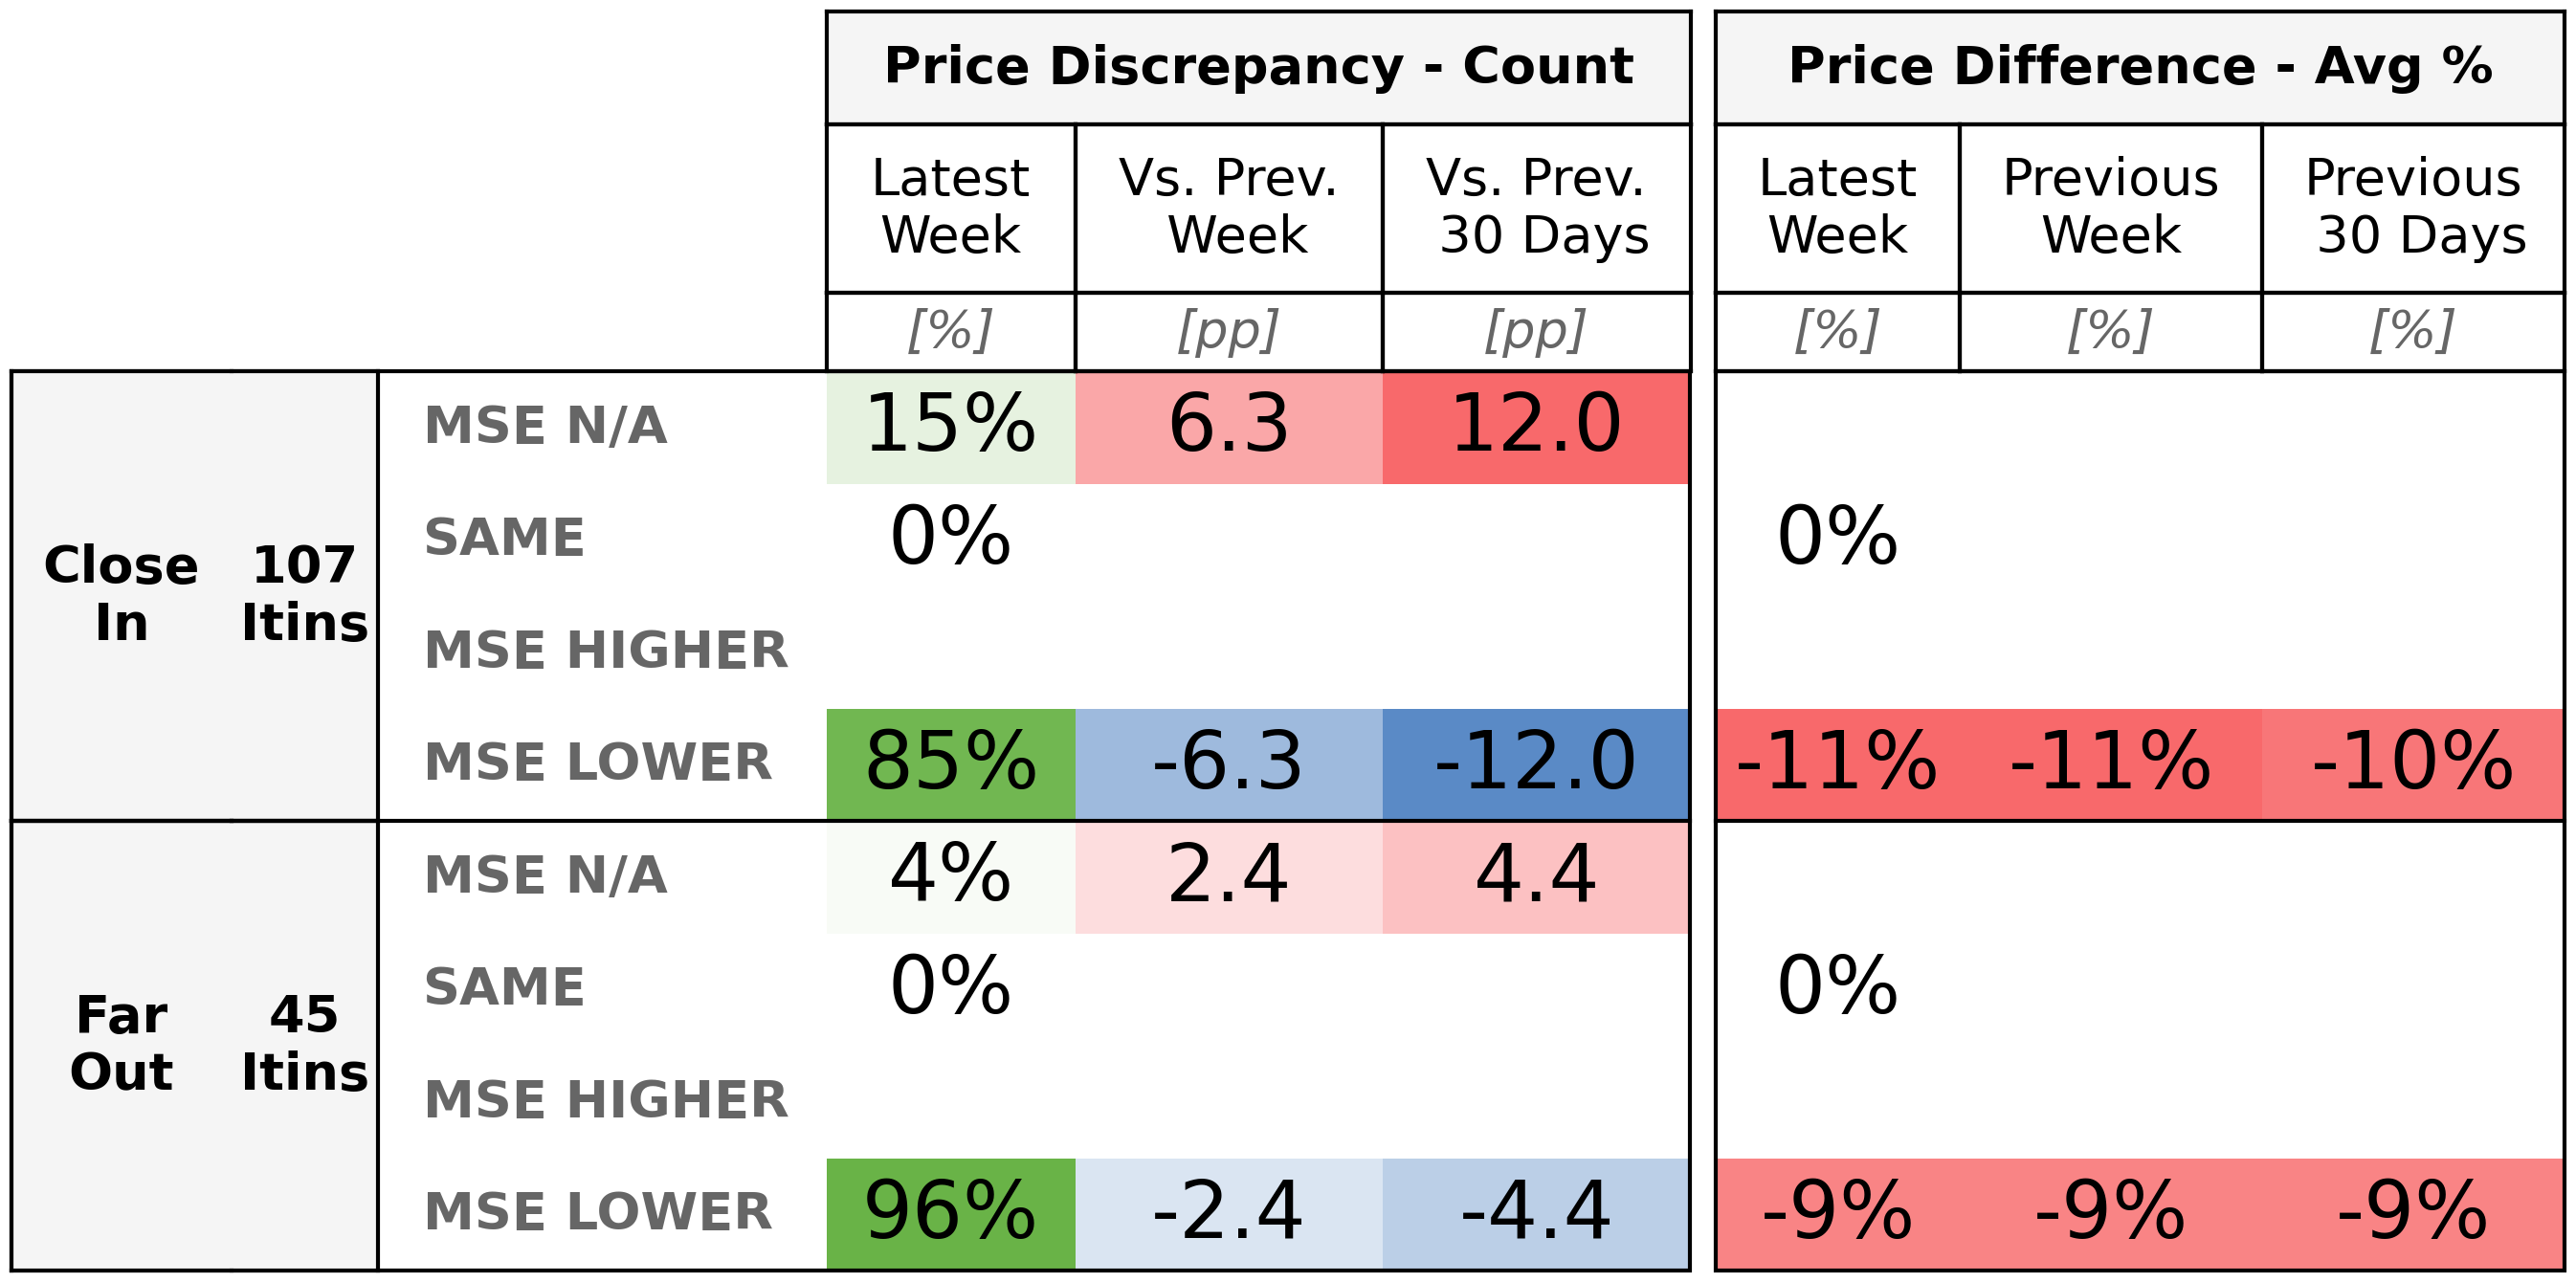 Price Discrepancy - Count Price Difference - Avg %
Latest Week Vs. Prev. Week Vs. Prev. 30 Days Latest Week Previous Week Previous 30 Days
[%] [pp] [pp] [%] [%] [%]
Close In 107 Itins
MSE N/A 15% 6.3 12.0
SAME 0% 0%
MSE HIGHER
MSE LOWER 85% -6.3 -12.0 -11% -11% -10%
Far Out 45 Itins
MSE N/A 4% 2.4 4.4
SAME 0% 0%
MSE HIGHER
MSE LOWER 96% -2.4 -4.4 -9% -9% -9%